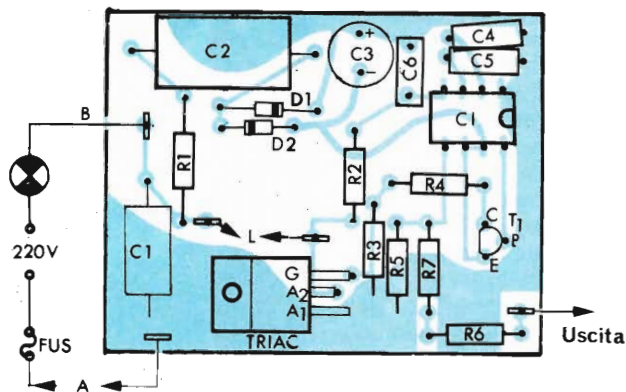 C2
+
C3
−
C6
C4
C5
D1
D2
CI
B
R1
R2
R4
C
T1
P
E
220V
C1
L
R3
R5
R7
G
A2
A1
TRIAC
R6
Uscita
FUS
A